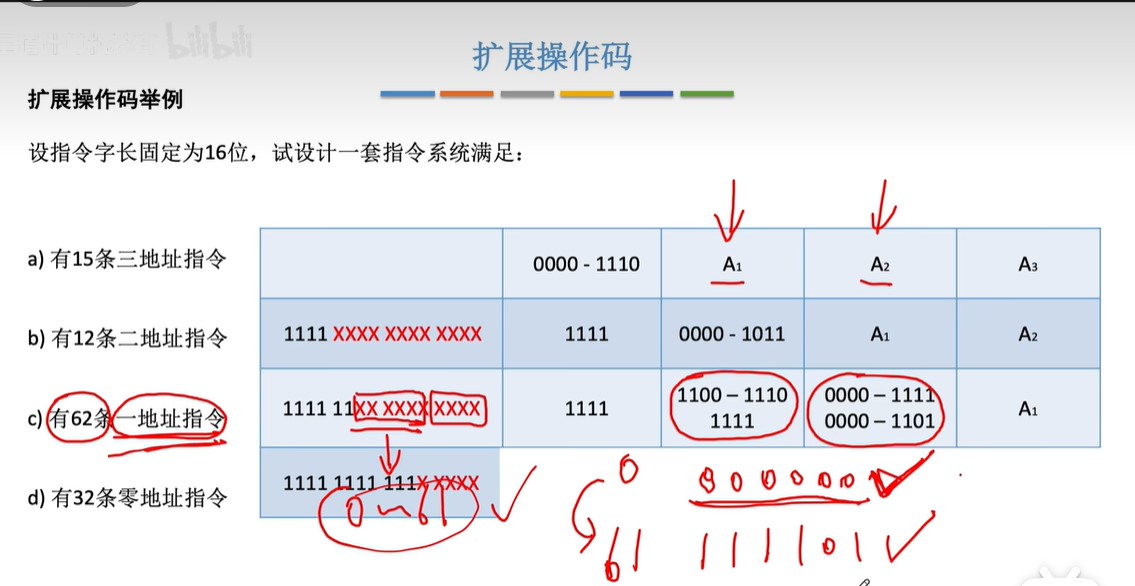 bilibili
扩展操作码
扩展操作码举例
设指令字长固定为16位，试设计一套指令系统满足：
a) 有15条三地址指令
0000 - 1110 A₁ A₂ A₃
b) 有12条二地址指令
1111 XXXX XXXX XXXX 1111 0000 - 1011 A₁ A₂
c) 有62条一地址指令
1111 11XX XXXX XXXX 1111 1100 – 1110 0000 – 1111 A₁
1111 0000 – 1101
d) 有32条零地址指令
1111 1111 111X XXXX
0~61
0 000000
61 111101